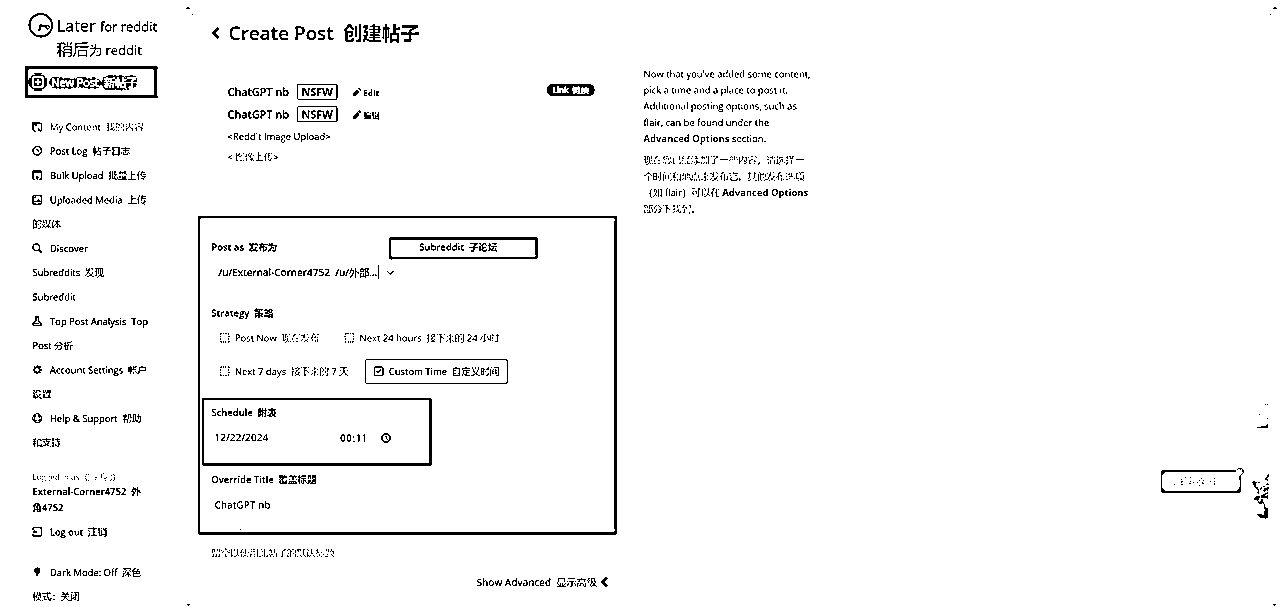 Later for reddit
稍后为 reddit
New Post 新帖子
My Content 我的内容
Post Log 帖子日志
Bulk Upload 批量上传
Uploaded Media 上传
的媒体
Discover
Subreddits 发现
Subreddit
Top Post Analysis Top
Post 分析
Account Settings 帐户
设置
Help & Support 帮助
和支持
Logged in as
External-Corner4752 外
角4752
Log out 注销
Dark Mode: Off 深色
模式：关闭
Create Post 创建帖子
ChatGPT nb NSFW Edit
Link 链接
ChatGPT nb NSFW 编辑
<Reddit Image Upload>
<图像上传>
Post as 发布为
Subreddit 子论坛
/u/External-Corner4752 /u/外部...
Strategy 策略
Post Now 现在发布
Next 24 hours 接下来的 24 小时
Next 7 days 接下来的 7 天
Custom Time 自定义时间
Schedule 附表
12/22/2024 00:11
Override Title 覆盖标题
ChatGPT nb
Show Advanced 显示高级
Now that you've added some content,
pick a time and a place to post it.
Additional posting options, such as
flair, can be found under the
Advanced Options section.
现在您已经添加了一些内容，请选择一
个时间和地点来发布它。其他发布选项
（如 flair）可以在 Advanced Options
部分下找到。